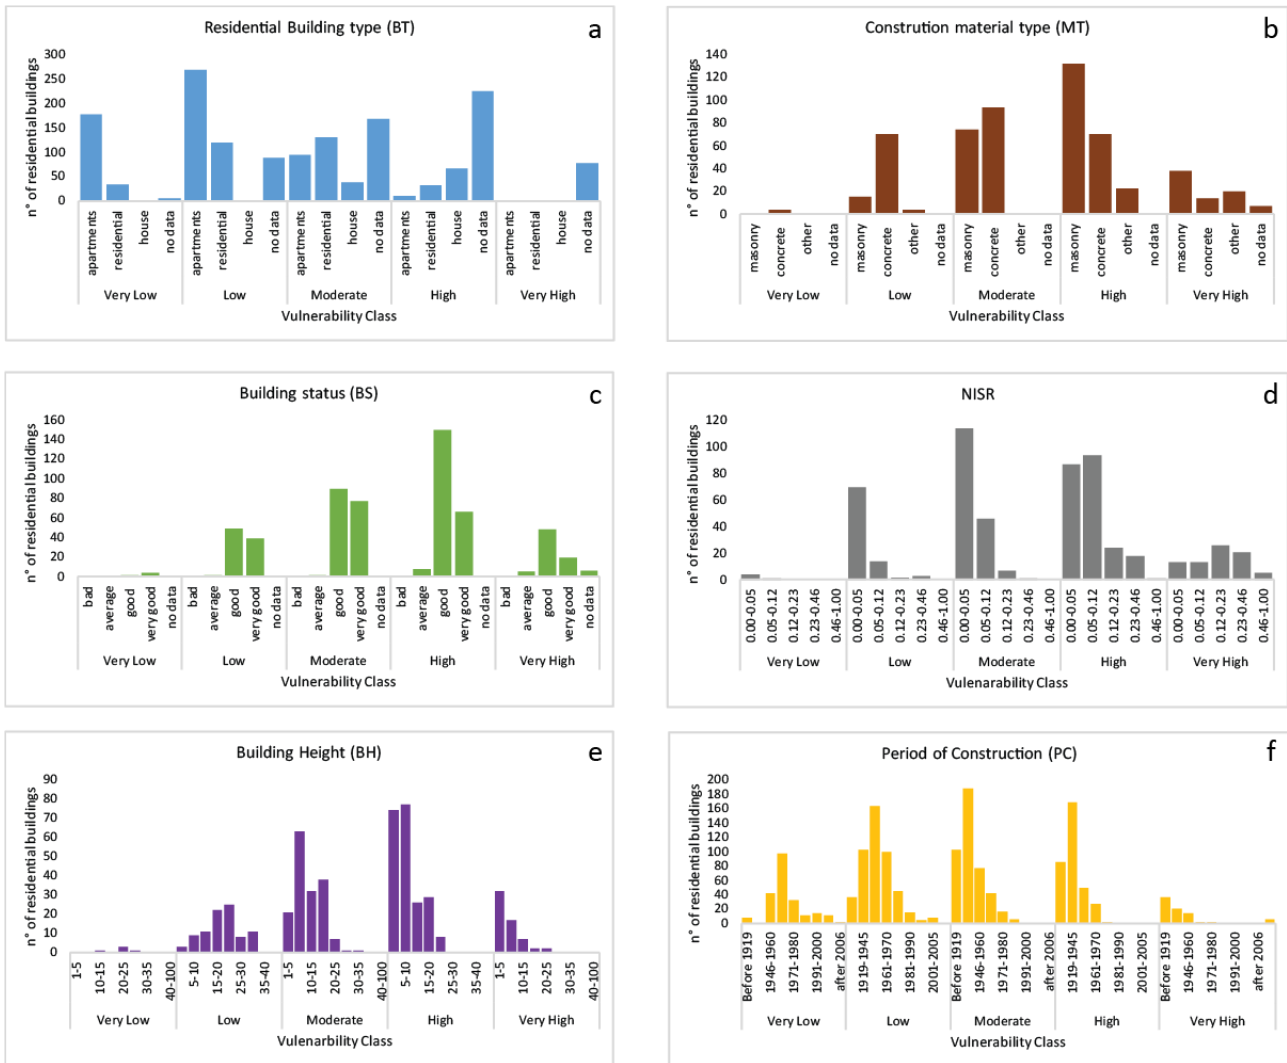 Residential Building type (BT)
a
n° of residential buildings
300
250
200
150
100
50
0
apartments residential house no data apartments residential house no data apartments residential house no data apartments residential house no data apartments residential house no data
Very Low Low Moderate High Very High
Vulnerability Class
Constrution material type (MT)
b
n° of residential buildings
140
120
100
80
60
40
20
0
masonry concrete other no data masonry concrete other no data masonry concrete other no data masonry concrete other no data masonry concrete other no data
Very Low Low Moderate High Very High
Vulnerability Class
Building status (BS)
c
n° of residential buildings
160
140
120
100
80
60
40
20
0
bad average good very good no data bad average good very good no data bad average good very good no data bad average good very good no data bad average good very good no data
Very Low Low Moderate High Very High
Vulnerability Class
NISR
d
n° of residential buildings
120
100
80
60
40
20
0
0.00-0.05 0.05-0.12 0.12-0.23 0.23-0.46 0.46-1.00 0.00-0.05 0.05-0.12 0.12-0.23 0.23-0.46 0.46-1.00 0.00-0.05 0.05-0.12 0.12-0.23 0.23-0.46 0.46-1.00 0.00-0.05 0.05-0.12 0.12-0.23 0.23-0.46 0.46-1.00 0.00-0.05 0.05-0.12 0.12-0.23 0.23-0.46 0.46-1.00
Very Low Low Moderate High Very High
Vulenarability Class
Building Height (BH)
e
n° of residential buildings
90
80
70
60
50
40
30
20
10
0
1-5 10-15 20-25 30-35 40-100 5-10 15-20 25-30 35-40 1-5 10-15 20-25 30-35 40-100 5-10 15-20 25-30 35-40 1-5 10-15 20-25 30-35 40-100
Very Low Low Moderate High Very High
Vulenarbility Class
Period of Construction (PC)
f
n° of residential buildings
200
180
160
140
120
100
80
60
40
20
0
Before 1919 1946-1960 1971-1980 1991-2000 after 2006 1919-1945 1961-1970 1981-1990 2001-2005 Before 1919 1946-1960 1971-1980 1991-2000 after 2006 1919-1945 1961-1970 1981-1990 2001-2005 Before 1919 1946-1960 1971-1980 1991-2000 after 2006
Very Low Low Moderate High Very High
Vulnerability Class